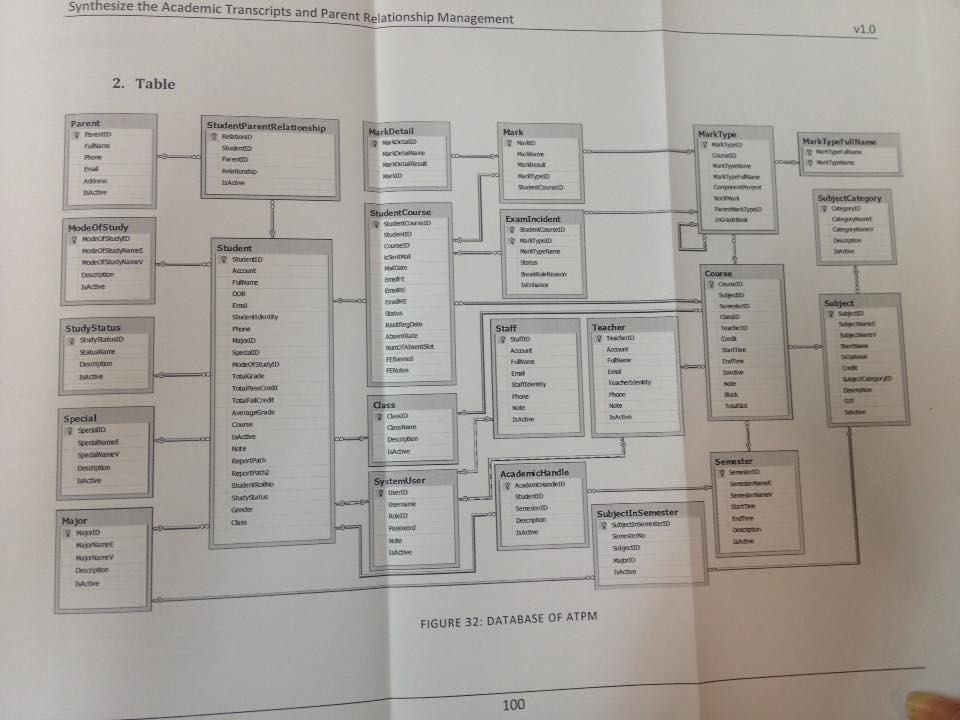 Synthesize the Academic Transcripts and Parent Relationship Management
v1.0
2. Table
Parent
ParentID
FullName
Phone
Email
Address
IsActive
StudentParentRelationship
RelationID
StudentID
ParentID
Relationship
IsActive
MarkDetail
MarkDetailID
MarkDetailName
MarkDetailResult
MarkID
Mark
MarkID
MarkName
MarkResult
MarkTypeID
StudentCourseID
MarkType
MarkTypeID
CourseID
MarkTypeName
MarkTypeFullName
ComponentPercent
NoOfMark
ParentMarkTypeID
InGradeBook
MarkTypeFullName
MarkTypeFullName
MarkTypeName
ModeOfStudy
ModeOfStudyID
ModeOfStudyNameE
ModeOfStudyNameV
Description
IsActive
Student
StudentID
Account
FullName
DOB
Email
StudentIdentity
Phone
MajorID
SpecialID
ModeOfStudyID
TotalGrade
TotalPassCredit
TotalFailCredit
AverageGrade
Course
IsActive
Note
ReportPath
ReportPath2
StudentRollNo
StudyStatus
Gender
Class
StudentCourse
StudentCourseID
StudentID
CourseID
IsSentMail
MailDate
EmailFE
EmailRE
EmailME
Status
ResitRegDate
AbsentRate
NumOfAbsentSlot
FEBanned
FENotes
ExamIncident
StudentCourseID
MarkTypeID
MarkTypeName
Status
BreakRuleReason
IsEnhance
SubjectCategory
CategoryID
CategoryNameE
CategoryNameV
Description
IsActive
StudyStatus
StudyStatusID
StatusName
Description
IsActive
Staff
StaffID
Account
FullName
Email
StaffIdentity
Phone
Note
IsActive
Teacher
TeacherID
Account
FullName
Email
TeacherIdentity
Phone
Note
IsActive
Course
CourseID
SubjectID
SemesterID
ClassID
TeacherID
Credit
StartTime
EndTime
IsActive
Note
Block
TotalSlot
Subject
SubjectID
SubjectNameE
SubjectNameV
ShortName
IsOptional
Credit
SubjectCategoryID
Description
IsActive
Special
SpecialID
SpecialNameE
SpecialNameV
Description
IsActive
Class
ClassID
ClassName
Description
IsActive
SystemUser
UserID
Username
RoleID
Password
Note
IsActive
AcademicHandle
AcademicHandleID
StudentID
SemesterID
Description
IsActive
SubjectInSemester
SubjectInSemesterID
SemesterNo
SubjectID
MajorID
IsActive
Semester
SemesterID
SemesterNameE
SemesterNameV
StartTime
EndTime
Description
IsActive
Major
MajorID
MajorNameE
MajorNameV
Description
IsActive
FIGURE 32: DATABASE OF ATPM
100